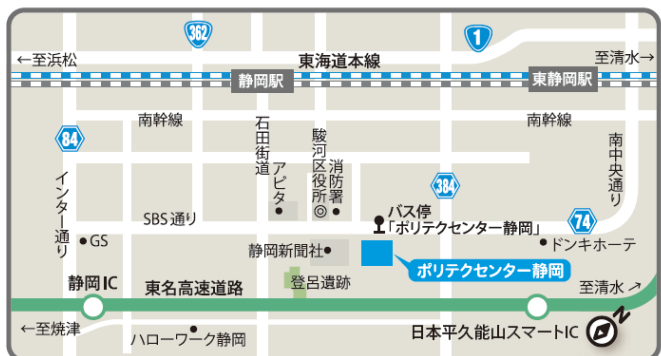 362
1
←至浜松
東海道本線
至清水→
静岡駅
東静岡駅
南幹線
南幹線
84
石田街道
アピタ
駿河区役所
消防署
南中央通り
インター通り
384
バス停
「ポリテクセンター静岡」
74
SBS通り
GS
ドンキホーテ
静岡新聞社
ポリテクセンター静岡
静岡IC
東名高速道路
登呂遺跡
至清水→
←至焼津
ハローワーク静岡
日本平久能山スマートIC
N